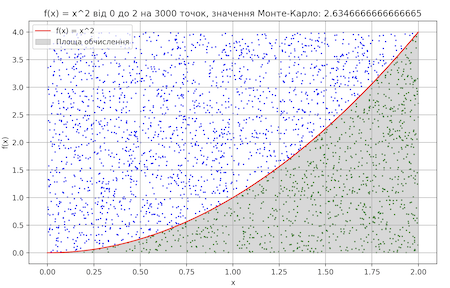 f(x) = x^2 від 0 до 2 на 3000 точок, значення Монте-Карло: 2.6346666666666665
f(x) = x^2
Площа обчислення
4.0
3.5
3.0
2.5
2.0
1.5
1.0
0.5
0.0
f(x)
0.00 0.25 0.50 0.75 1.00 1.25 1.50 1.75 2.00
x